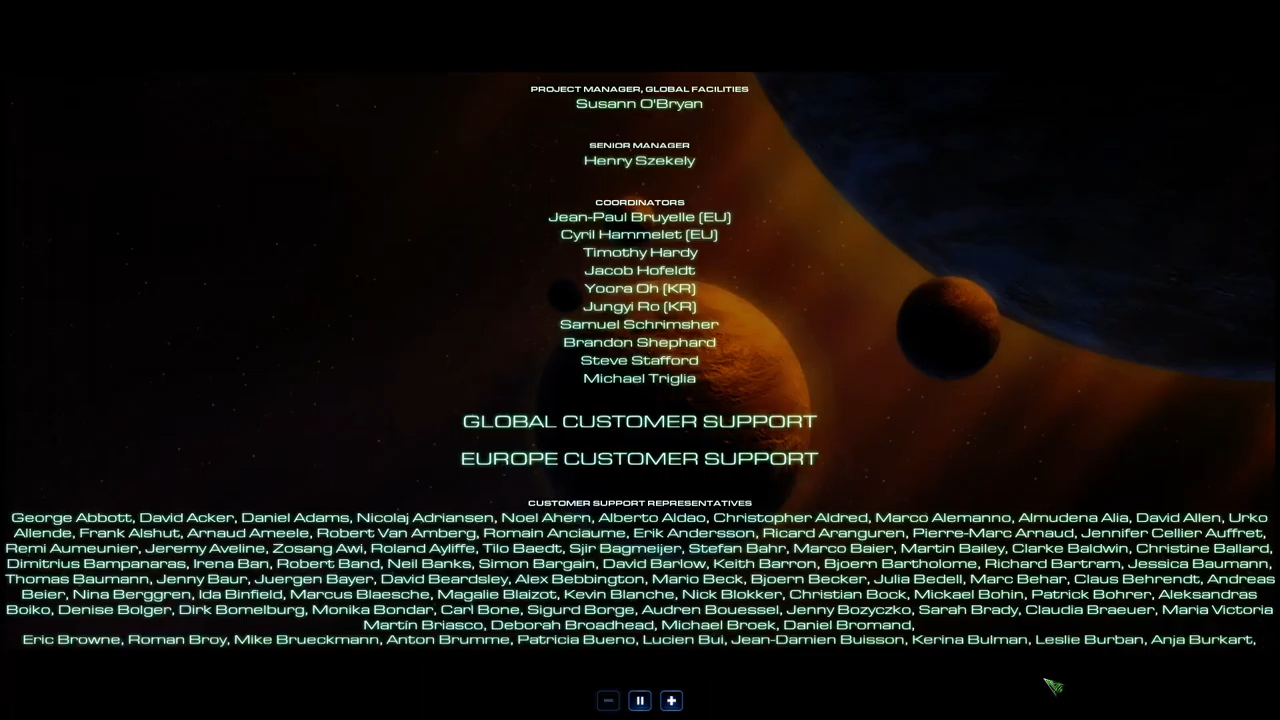 PROJECT MANAGER, GLOBAL FACILITIES
Susann O'Bryan
SENIOR MANAGER
Henry Szekely
COORDINATORS
Jean-Paul Bruyelle (EU)
Cyril Hammelet (EU)
Timothy Hardy
Jacob Hofeldt
Yoora Oh (KR)
Jungyi Ro (KR)
Samuel Schrimsher
Brandon Shephard
Steve Stafford
Michael Triglia
GLOBAL CUSTOMER SUPPORT
EUROPE CUSTOMER SUPPORT
CUSTOMER SUPPORT REPRESENTATIVES
George Abbott, David Acker, Daniel Adams, Nicolaj Adriansen, Noel Ahern, Alberto Aldao, Christopher Aldred, Marco Alemanno, Almudena Alia, David Allen, Urko
Allende, Frank Alshut, Arnaud Ameele, Robert Van Amberg, Romain Anciaume, Erik Andersson, Ricard Aranguren, Pierre-Marc Arnaud, Jennifer Cellier Auffret,
Remi Aumeunier, Jeremy Aveline, Zosang Awi, Roland Ayliffe, Tilo Baedt, Sjir Bagmeijer, Stefan Bahr, Marco Baier, Martin Bailey, Clarke Baldwin, Christine Ballard,
Dimitrius Bampanaras, Irena Ban, Robert Band, Neil Banks, Simon Bargain, David Barlow, Keith Barron, Bjoern Bartholome, Richard Bartram, Jessica Baumann,
Thomas Baumann, Jenny Baur, Juergen Bayer, David Beardsley, Alex Bebbington, Mario Beck, Bjoern Becker, Julia Bedell, Marc Behar, Claus Behrendt, Andreas
Beier, Nina Berggren, Ida Binfield, Marcus Blaesche, Magalie Blaizot, Kevin Blanche, Nick Blokker, Christian Bock, Mickael Bohin, Patrick Bohrer, Aleksandras
Boiko, Denise Bolger, Dirk Bomelburg, Monika Bondar, Carl Bone, Sigurd Borge, Audren Bouessel, Jenny Bozyczko, Sarah Brady, Claudia Braeuer, Maria Victoria
Martín Briasco, Deborah Broadhead, Michael Broek, Daniel Bromand,
Eric Browne, Roman Broy, Mike Brueckmann, Anton Brumme, Patricia Bueno, Lucien Bui, Jean-Damien Buisson, Kerina Bulman, Leslie Burban, Anja Burkart,